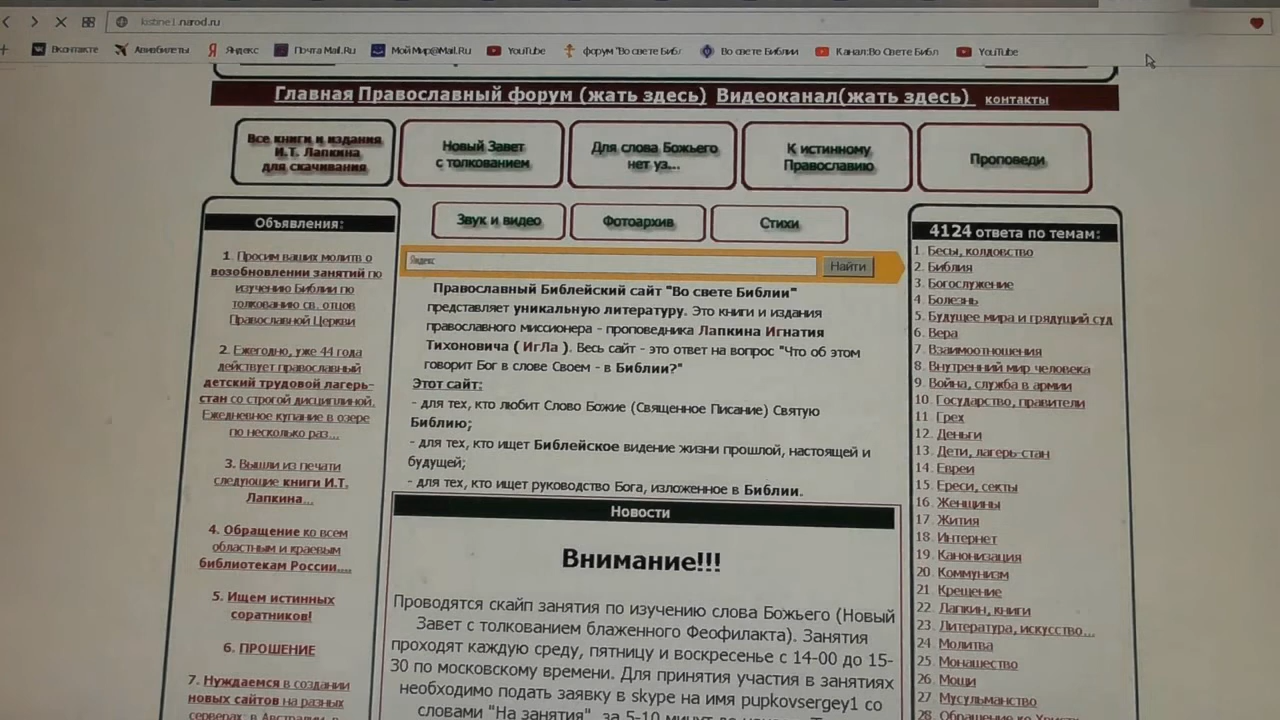 kistine1.narod.ru
Вконтакте Авиабилеты Яндекс Почта Mail.Ru МойМир@Mail.Ru YouTube форум "Во свете Библ Во свете Библии Канал:Во Свете Библ YouTube
Главная Православный форум (жать здесь) Видеоканал(жать здесь) контакты
Все книги и издания
И.Т. Лапкина
для скачивания
Новый Завет
с толкованием
Для слова Божьего
нет уз...
К истинному
Православию
Проповеди
Звук и видео
Фотоархив
Стихи
Объявления:
1. Просим ваших молитв о
возобновлении занятий по
изучению Библии по
толкованию св. отцов
Православной Церкви
2. Ежегодно, уже 44 года
действует православный
детский трудовой лагерь-
стан со строгой дисциплиной.
Ежедневное купание в озере
по несколько раз...
3. Вышли из печати
следующие книги И.Т.
Лапкина...
4. Обращение ко всем
областным и краевым
библиотекам России....
5. Ищем истинных
соратников!
6. ПРОШЕНИЕ
7. Нуждаемся в создании
новых сайтов на разных
серверах: в Австралии, в
Яндекс
Найти
Православный Библейский сайт "Во свете Библии"
представляет уникальную литературу. Это книги и издания
православного миссионера - проповедника Лапкина Игнатия
Тихоновича ( ИгЛа ). Весь сайт - это ответ на вопрос "Что об этом
говорит Бог в слове Своем - в Библии?"
Этот сайт:
- для тех, кто любит Слово Божие (Священное Писание) Святую
Библию;
- для тех, кто ищет Библейское видение жизни прошлой, настоящей и
будущей;
- для тех, кто ищет руководство Бога, изложенное в Библии.
Новости
Внимание!!!
Проводятся скайп занятия по изучению слова Божьего (Новый
Завет с толкованием блаженного Феофилакта). Занятия
проходят каждую среду, пятницу и воскресенье с 14-00 до 15-
30 по московскому времени. Для принятия участия в занятиях
необходимо подать заявку в skype на имя pupkovsergey1 со
словами "На занятия", за 5-10 минут до
4124 ответа по темам:
1. Бесы, колдовство
2. Библия
3. Богослужение
4. Болезнь
5. Будущее мира и грядущий суд
6. Вера
7. Взаимоотношения
8. Внутренний мир человека
9. Война, служба в армии
10. Государство, правители
11. Грех
12. Деньги
13. Дети, лагерь-стан
14. Евреи
15. Ереси, секты
16. Женщины
17. Жития
18. Интернет
19. Канонизация
20. Коммунизм
21. Крещение
22. Лапкин, книги
23. Литература, искусство...
24. Молитва
25. Монашество
26. Мощи
27. Мусульманство
28. Обращение ко Христу